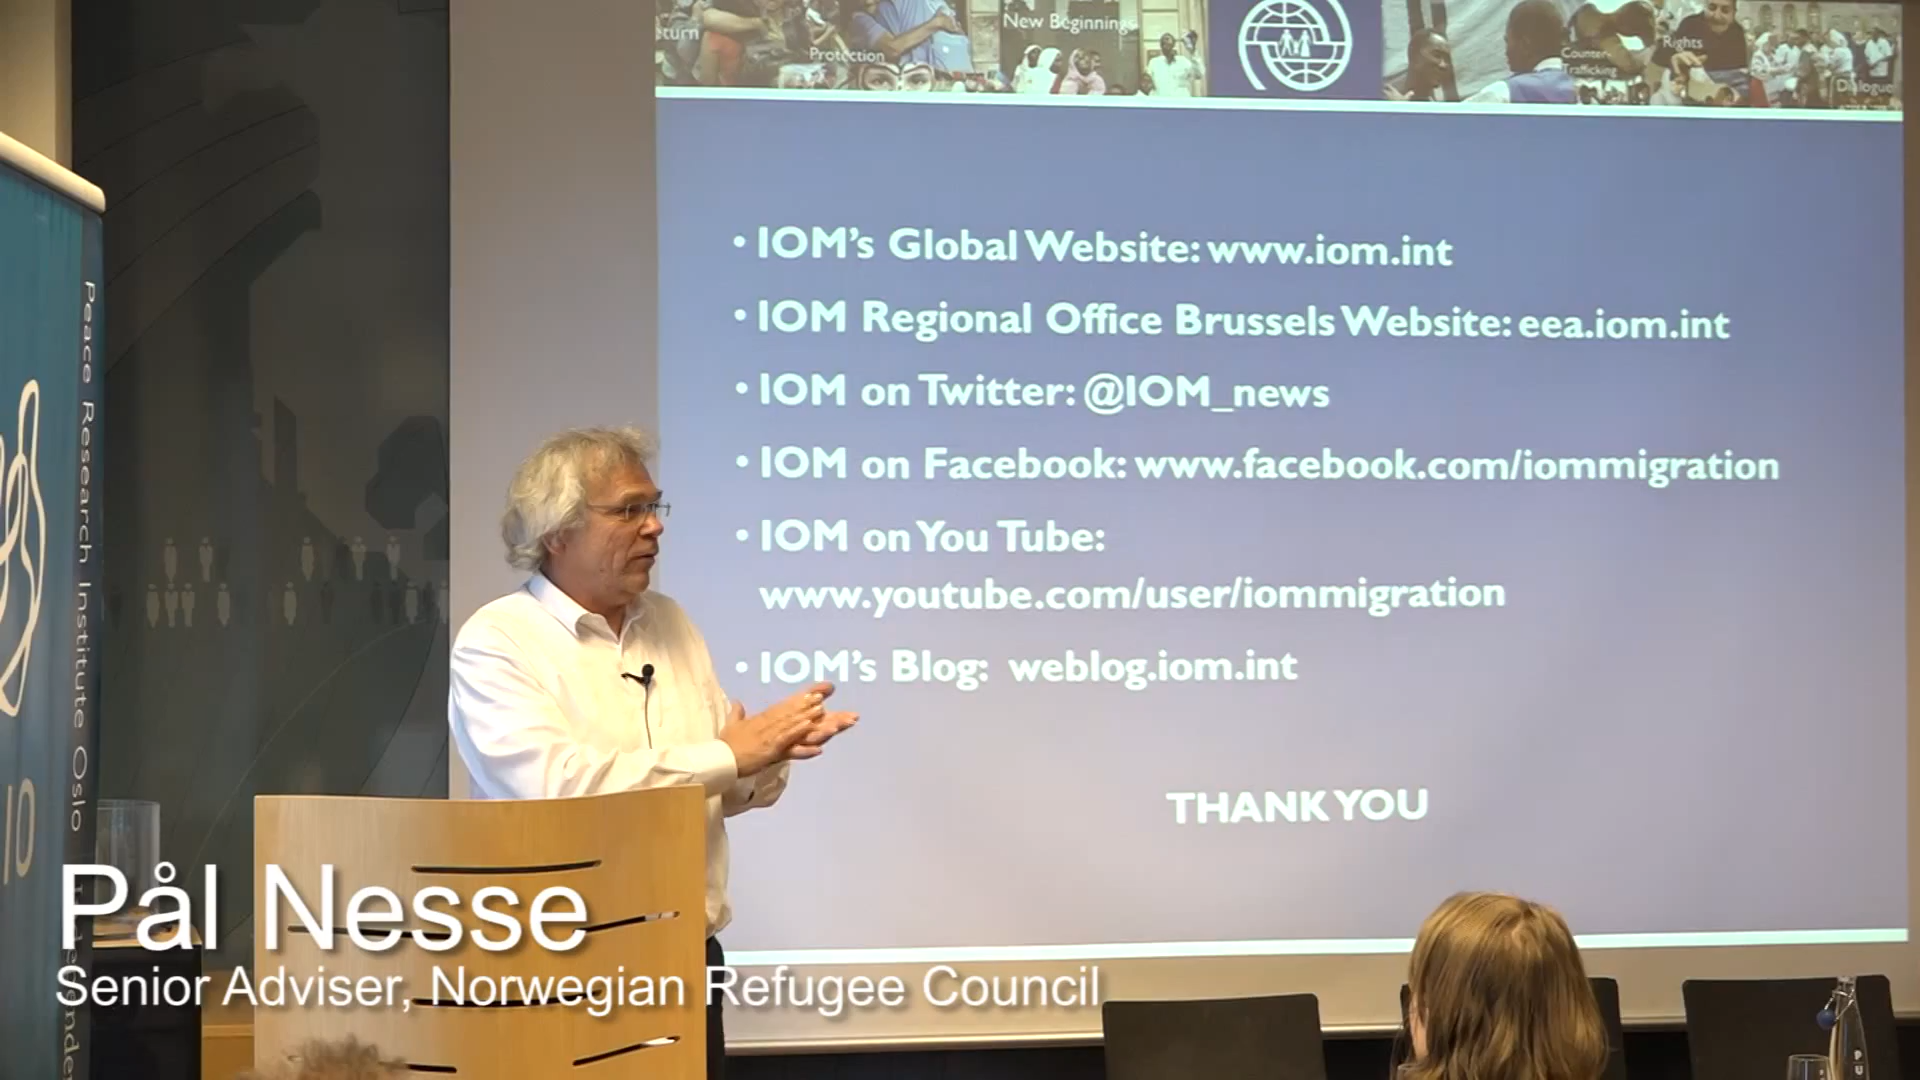 turn
Protection
New Beginnings
Counter-
Trafficking
Rights
Dialogue
• IOM's Global Website: www.iom.int
• IOM Regional Office Brussels Website: eea.iom.int
• IOM on Twitter: @IOM_news
• IOM on Facebook: www.facebook.com/iommigration
• IOM on You Tube:
www.youtube.com/user/iommigration
• IOM's Blog: weblog.iom.int
THANK YOU
Peace Research Institute Oslo
IO
Pål Nesse
Senior Adviser, Norwegian Refugee Council